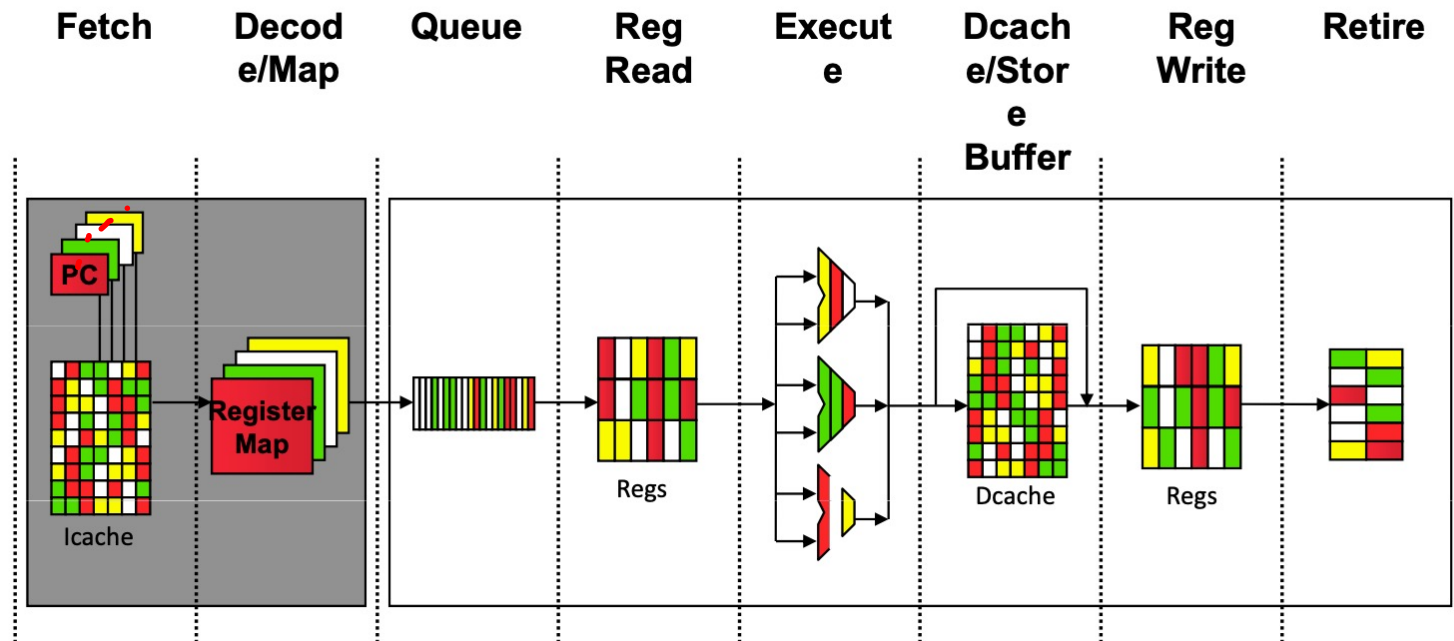 Fetch
Decod
e/Map
Queue
Reg
Read
Execut
e
Dcach
e/Stor
e
Buffer
Reg
Write
Retire
PC
Register
Map
Icache
Regs
Dcache
Regs